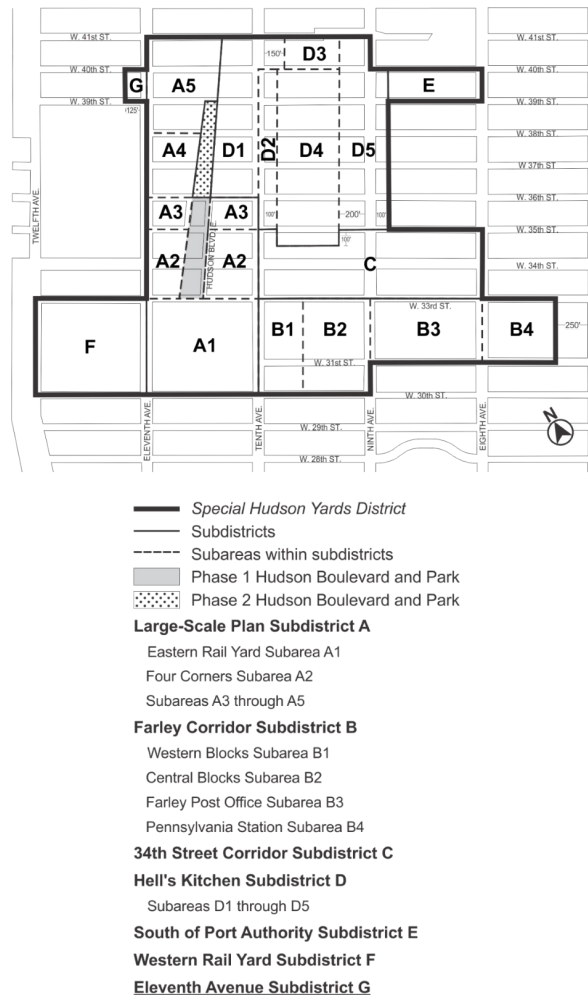 W. 41st ST.
W. 41st ST.
150'
D3
W. 40th ST.
W. 40th ST.
G
A5
E
W. 39th ST.
W. 39th ST.
125'
W. 38th ST.
A4
D1
D2
D4
D5
W. 37th ST.
TWELFTH AVE.
W. 36th ST.
A3
A3
100'
200'
100'
W. 35th ST.
HUDSON BLVD. E.
100'
A2
A2
C
W. 34th ST.
W. 33rd ST.
B1
B2
B3
B4
250'
F
A1
W. 31st ST.
W. 30th ST.
ELEVENTH AVE.
TENTH AVE.
NINTH AVE.
EIGHTH AVE.
N
W. 29th ST.
W. 28th ST.
Special Hudson Yards District
Subdistricts
Subareas within subdistricts
Phase 1 Hudson Boulevard and Park
Phase 2 Hudson Boulevard and Park
Large-Scale Plan Subdistrict A
Eastern Rail Yard Subarea A1
Four Corners Subarea A2
Subareas A3 through A5
Farley Corridor Subdistrict B
Western Blocks Subarea B1
Central Blocks Subarea B2
Farley Post Office Subarea B3
Pennsylvania Station Subarea B4
34th Street Corridor Subdistrict C
Hell's Kitchen Subdistrict D
Subareas D1 through D5
South of Port Authority Subdistrict E
Western Rail Yard Subdistrict F
Eleventh Avenue Subdistrict G